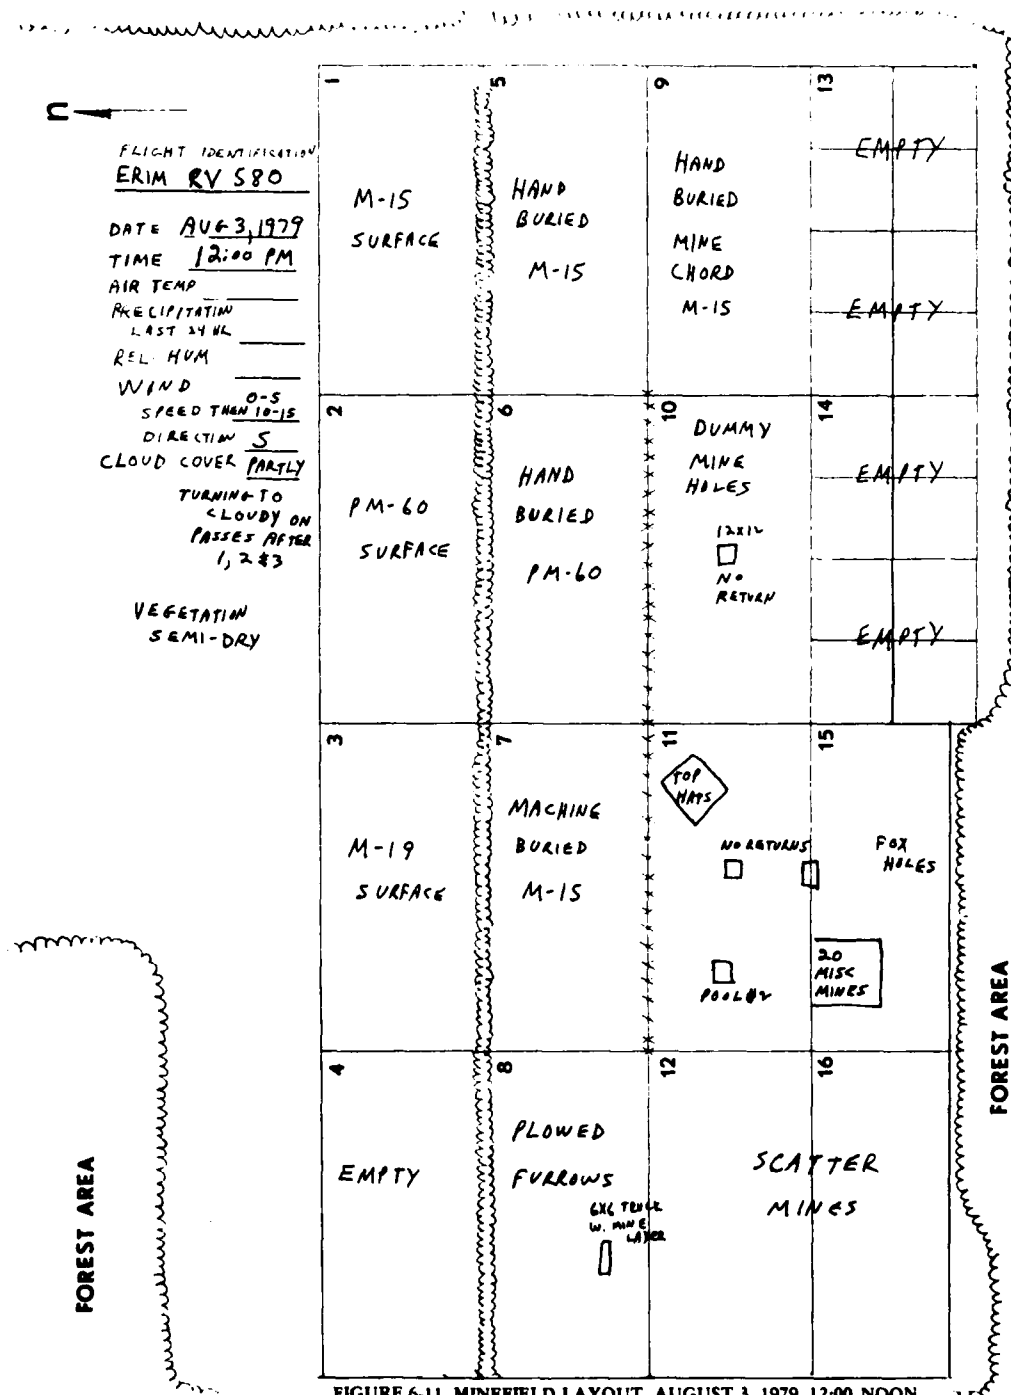 n
FLIGHT IDENTIFICATION
ERIM RV 580
DATE AUG 3, 1979
TIME 12:00 PM
AIR TEMP
PRECIPITATION
LAST 24 HR
REL. HUM
WIND
0-5
SPEED THEN 10-15
DIRECTION S
CLOUD COVER PARTLY
TURNING TO
CLOUDY ON
PASSES AFTER
1, 2 & 3
VEGETATION
SEMI-DRY
1
M-15
SURFACE
5
HAND
BURIED
M-15
9
HAND
BURIED
MINE
CHORD
M-15
13
EMPTY
EMPTY
2
PM-60
SURFACE
6
HAND
BURIED
PM-60
10
DUMMY
MINE
HOLES
12X12
NO
RETURN
14
EMPTY
EMPTY
3
M-19
SURFACE
7
MACHINE
BURIED
M-15
11
TOP
HATS
NO RETURNS
POOL #2
15
FOX
HOLES
20
MISC
MINES
4
EMPTY
8
PLOWED
FURROWS
6X6 TRUCK
W. MINE
LAYER
12
16
SCATTER
MINES
FOREST AREA
FOREST AREA
FIGURE 6-11. MINEFIELD LAYOUT, AUGUST 3, 1979, 12:00 NOON